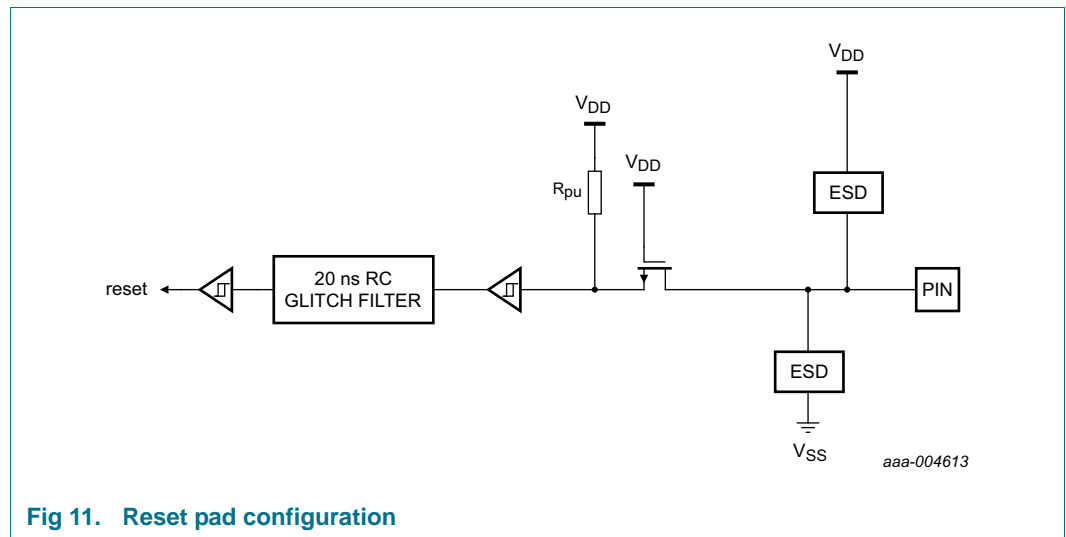 VDD
VDD
VDD
Rpu
ESD
reset
20 ns RC
GLITCH FILTER
PIN
ESD
VSS
aaa-004613
Fig 11. Reset pad configuration